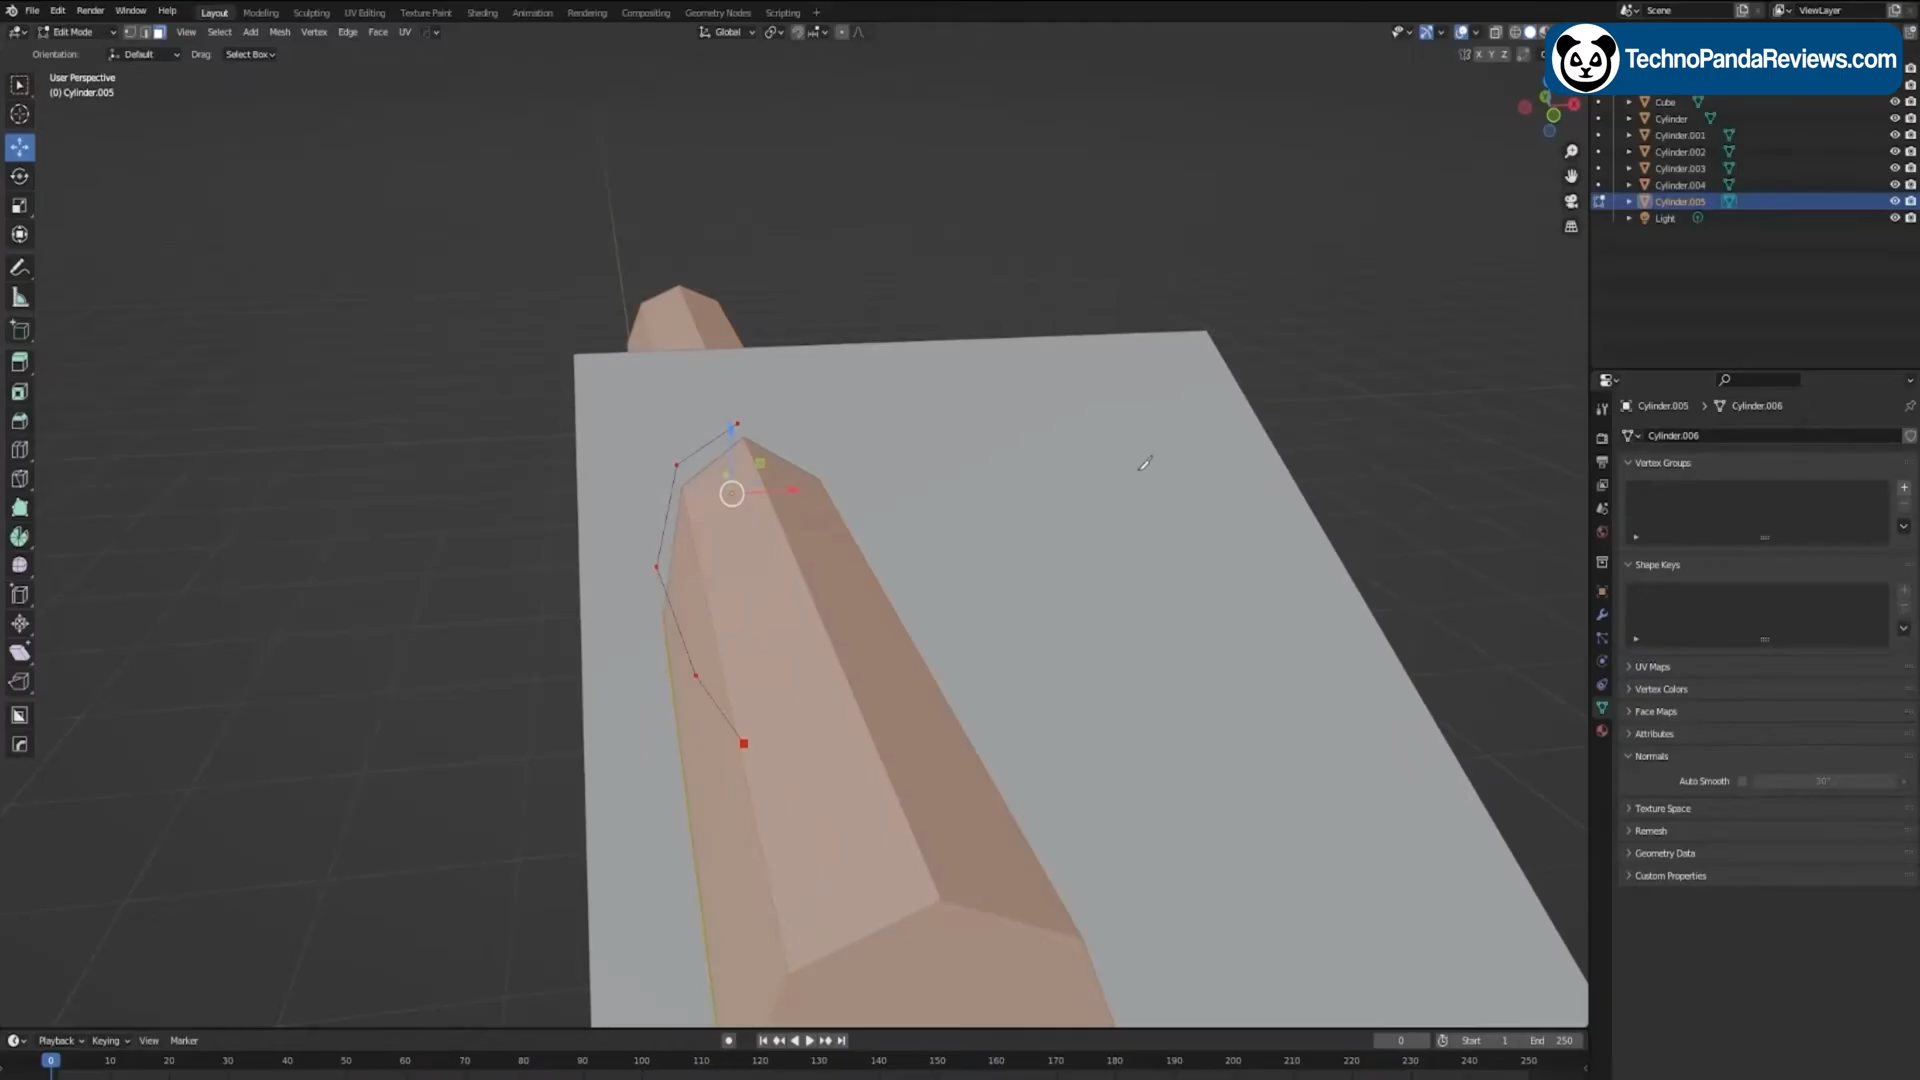 File Edit Render Window Help Layout Modeling Sculpting UV Editing Texture Paint Shading Animation Rendering Compositing Geometry Nodes Scripting + Scene ViewLayer
Edit Mode View Select Add Mesh Vertex Edge Face UV Global
Orientation: Default Drag: Select Box X Y Z
TechnoPandaReviews.com
User Perspective
(0) Cylinder.005
Cube
Cylinder
Cylinder.001
Cylinder.002
Cylinder.003
Cylinder.004
Cylinder.005
Light
Cylinder.005 > Cylinder.006
Cylinder.006
Vertex Groups
Shape Keys
UV Maps
Vertex Colors
Face Maps
Attributes
Normals
Auto Smooth 30°
Texture Space
Remesh
Geometry Data
Custom Properties
Playback Keying View Marker 0 Start 1 End 250
0 10 20 30 40 50 60 70 80 90 100 110 120 130 140 150 160 170 180 190 200 210 220 230 240 250